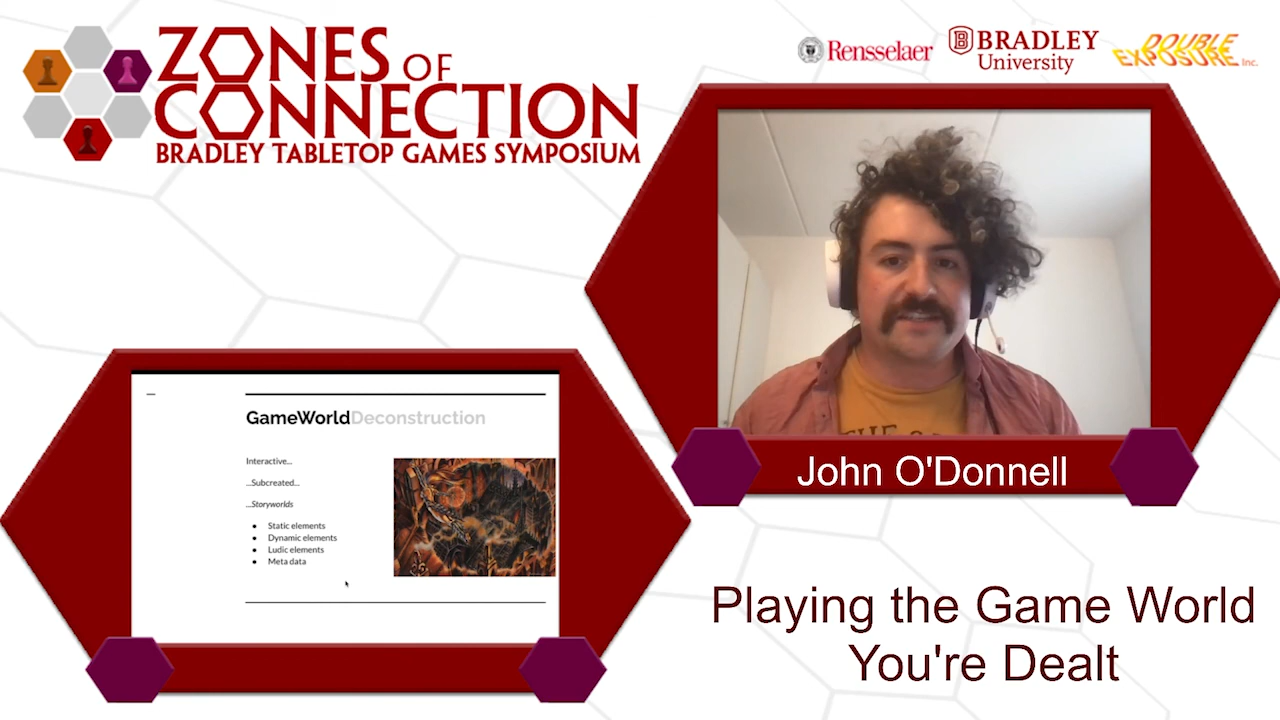 ZONES OF
CONNECTION
BRADLEY TABLETOP GAMES SYMPOSIUM
Rensselaer
BRADLEY
University
DOUBLE
EXPOSURE Inc.
John O'Donnell
GameWorldDeconstruction
Interactive...
...Subcreated...
...Storyworlds
• Static elements
• Dynamic elements
• Ludic elements
• Meta data
Playing the Game World
You're Dealt